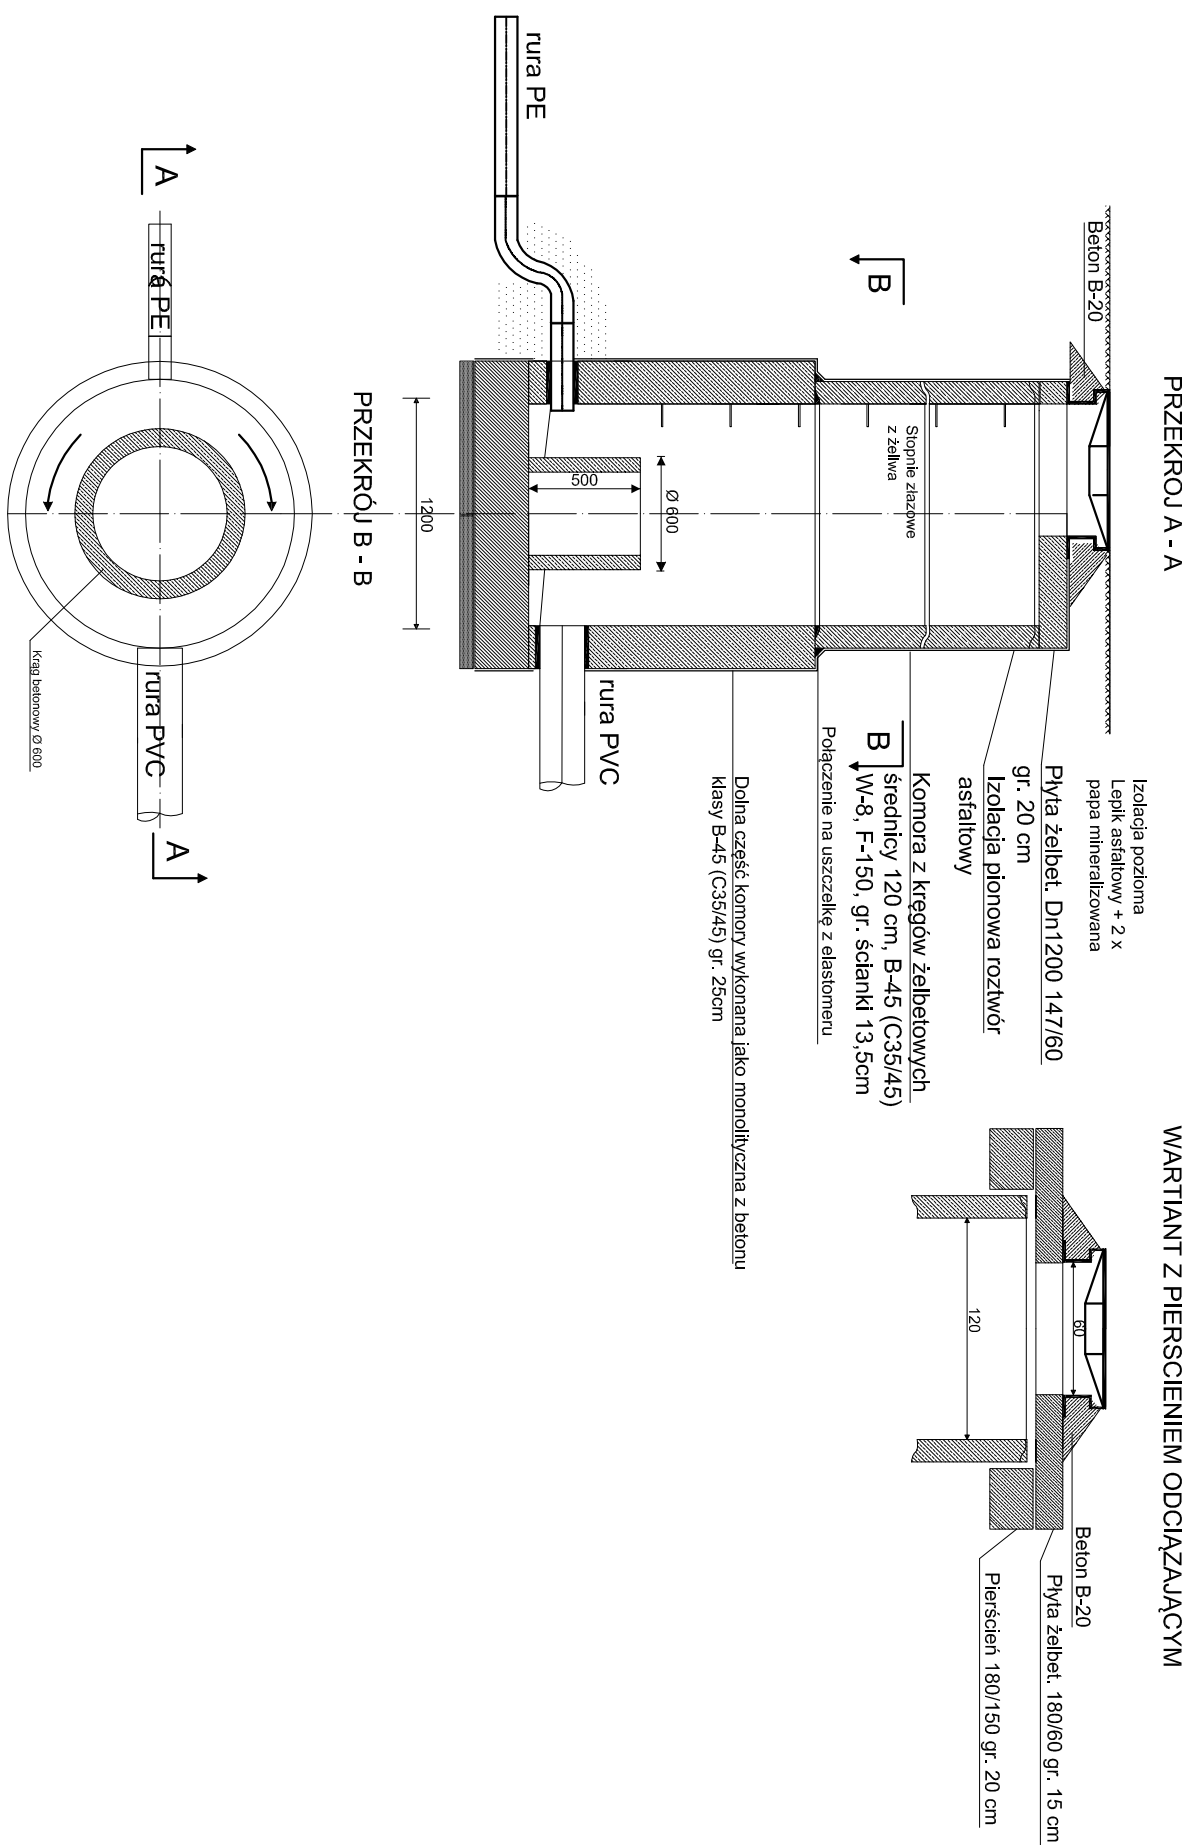 PRZEKRÓJ A - A
Beton B-20
B
rura PE
Stopnie złazowe
z żeliwa
Ø 600
500
1200
rura PVC
B
Izolacja pozioma
Lepik asfaltowy + 2 x
papa mineralizowana
Płyta żelbet. Dn1200 147/60
gr. 20 cm
Izolacja pionowa roztwór
asfaltowy
Komora z kręgów żelbetowych
średnicy 120 cm, B-45 (C35/45)
W-8, F-150, gr. ścianki 13,5cm
Połączenie na uszczelkę z elastomeru
Dolna część komory wykonana jako monolityczna z betonu
klasy B-45 (C35/45) gr. 25cm
PRZEKRÓJ B - B
A
rura PE
rura PVC
A
Krąg betonowy Ø 600
WARTIANT Z PIERSCIENIEM ODCIĄZAJĄCYM
60
120
Beton B-20
Płyta żelbet. 180/60 gr. 15 cm
Pierścień 180/150 gr. 20 cm